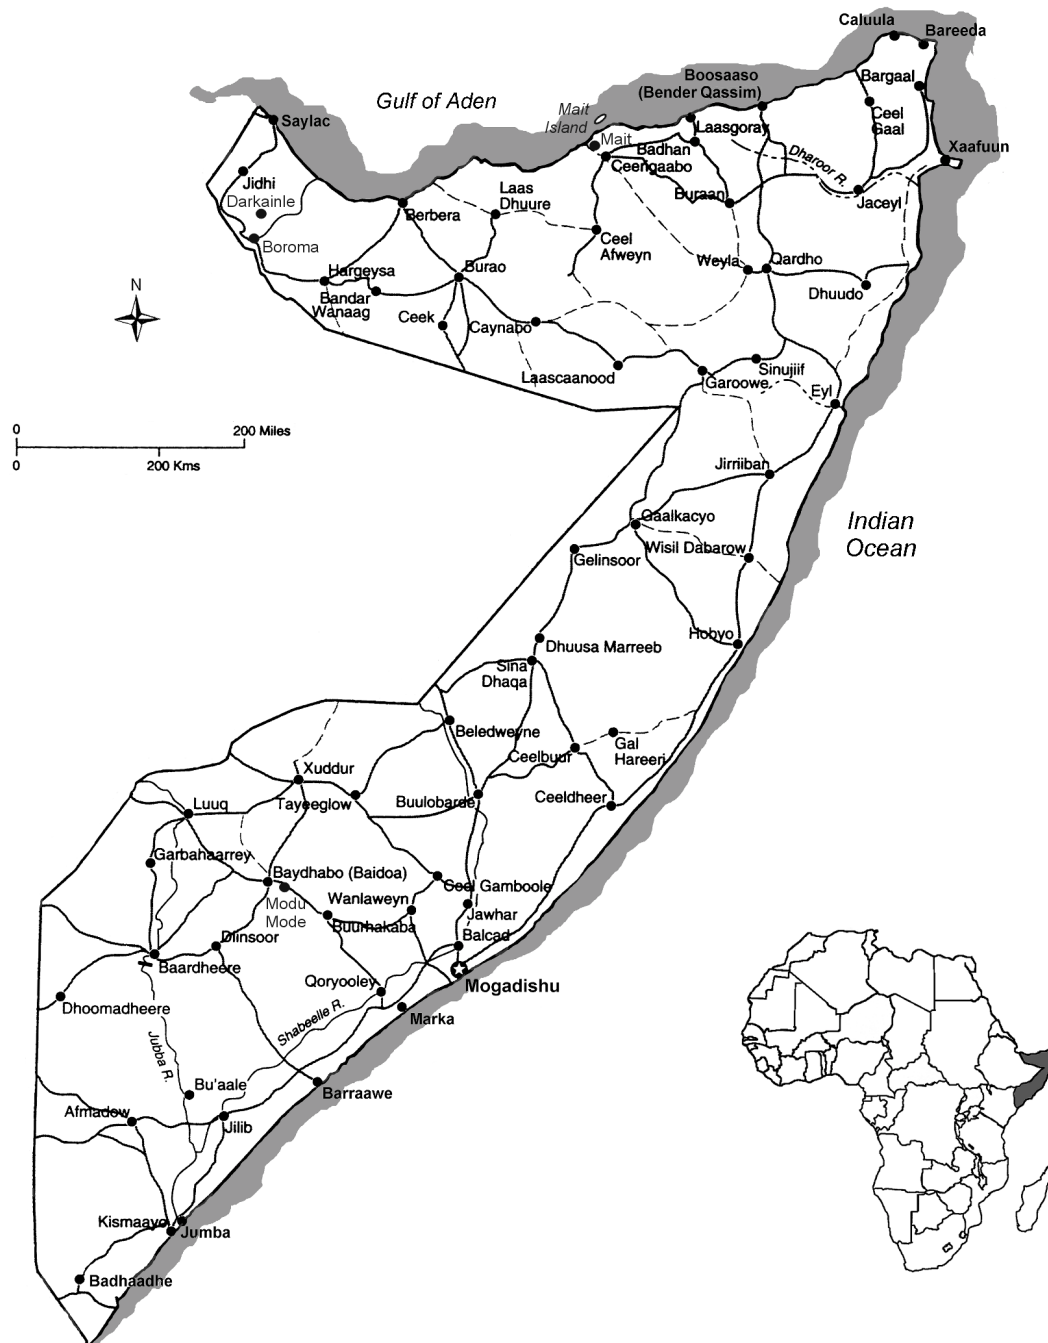 Caluula
Bareeda
Bargaal
Boosaaso
(Bender Qassim)
Gulf of Aden
Mait
Island
Ceel
Gaal
Saylac
Laasgoray
Mait
Badhan
Xaafuun
Dharoor R.
Ceengaabo
Jidhi
Darkainle
Laas
Dhuure
Buraan
Jaceyl
Berbera
Boroma
Ceel
Afweyn
Hargeysa
Burao
Weyla
Qardho
N
Bandar
Wanaag
Dhuudo
Ceek
Caynabo
Laascaanood
Sinujiif
Garoowe
Eyl
0
200 Miles
0
200 Kms
Jirriiban
Gaalkacyo
Indian
Ocean
Wisil Dabarow
Gelinsoor
Hobyo
Dhuusa Marreeb
Sina
Dhaqa
Beledweyne
Ceelbuur
Gal
Hareeri
Xuddur
Tayeeglow
Buulobarde
Ceeldheer
Luuq
Garbahaarrey
Baydhabo (Baidoa)
Ceel Gamboole
Modu
Mode
Wanlaweyn
Jawhar
Buurhakaba
Diinsoor
Balcad
Baardheere
Qoryooley
Mogadishu
Dhoomadheere
Marka
Shabeelle R.
Jubba R.
Bu'aale
Barraawe
Afmadow
Jilib
Kismaayo
Jumba
Badhaadhe